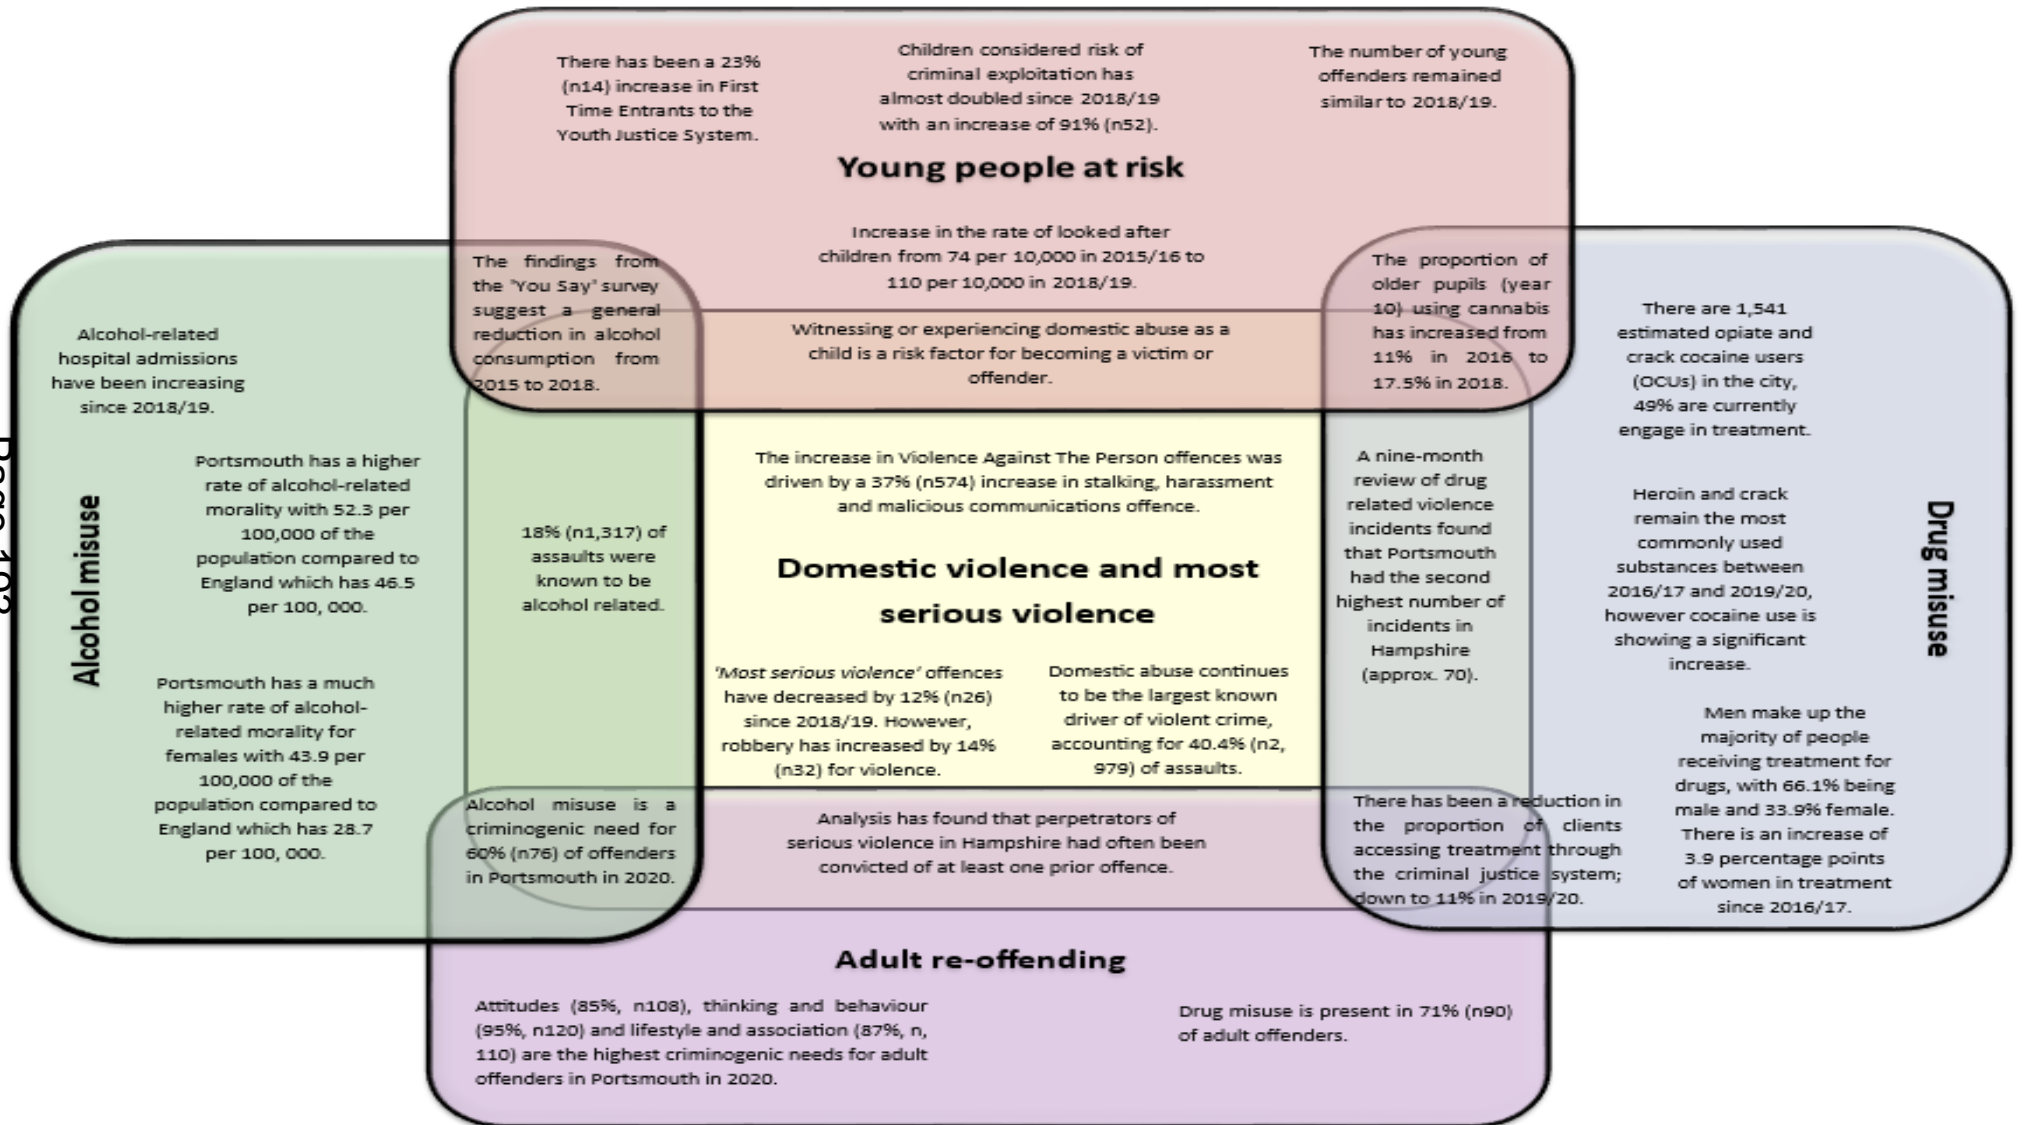 There has been a 23%
(n14) increase in First
Time Entrants to the
Youth Justice System.
Children considered risk of
criminal exploitation has
almost doubled since 2018/19
with an increase of 91% (n52).
The number of young
offenders remained
similar to 2018/19.
Young people at risk
Increase in the rate of looked after
children from 74 per 10,000 in 2015/16 to
110 per 10,000 in 2018/19.
The findings from
the 'You Say' survey
suggest a general
reduction in alcohol
consumption from
2015 to 2018.
Witnessing or experiencing domestic abuse as a
child is a risk factor for becoming a victim or
offender.
The proportion of
older pupils (year
10) using cannabis
has increased from
11% in 2016 to
17.5% in 2018.
Alcohol misuse
Alcohol-related
hospital admissions
have been increasing
since 2018/19.
Portsmouth has a higher
rate of alcohol-related
morality with 52.3 per
100,000 of the
population compared to
England which has 46.5
per 100, 000.
Portsmouth has a much
higher rate of alcohol-
related morality for
females with 43.9 per
100,000 of the
population compared to
England which has 28.7
per 100, 000.
18% (n1,317) of
assaults were
known to be
alcohol related.
The increase in Violence Against The Person offences was
driven by a 37% (n574) increase in stalking, harassment
and malicious communications offence.
Domestic violence and most
serious violence
'Most serious violence' offences
have decreased by 12% (n26)
since 2018/19. However,
robbery has increased by 14%
(n32) for violence.
Domestic abuse continues
to be the largest known
driver of violent crime,
accounting for 40.4% (n2,
979) of assaults.
A nine-month
review of drug
related violence
incidents found
that Portsmouth
had the second
highest number of
incidents in
Hampshire
(approx. 70).
There are 1,541
estimated opiate and
crack cocaine users
(OCUs) in the city,
49% are currently
engage in treatment.
Heroin and crack
remain the most
commonly used
substances between
2016/17 and 2019/20,
however cocaine use is
showing a significant
increase.
Men make up the
majority of people
receiving treatment for
drugs, with 66.1% being
male and 33.9% female.
There is an increase of
3.9 percentage points
of women in treatment
since 2016/17.
Drug misuse
Alcohol misuse is a
criminogenic need for
60% (n76) of offenders
in Portsmouth in 2020.
Analysis has found that perpetrators of
serious violence in Hampshire had often been
convicted of at least one prior offence.
There has been a reduction in
the proportion of clients
accessing treatment through
the criminal justice system;
down to 11% in 2019/20.
Adult re-offending
Attitudes (85%, n108), thinking and behaviour
(95%, n120) and lifestyle and association (87%, n,
110) are the highest criminogenic needs for adult
offenders in Portsmouth in 2020.
Drug misuse is present in 71% (n90)
of adult offenders.